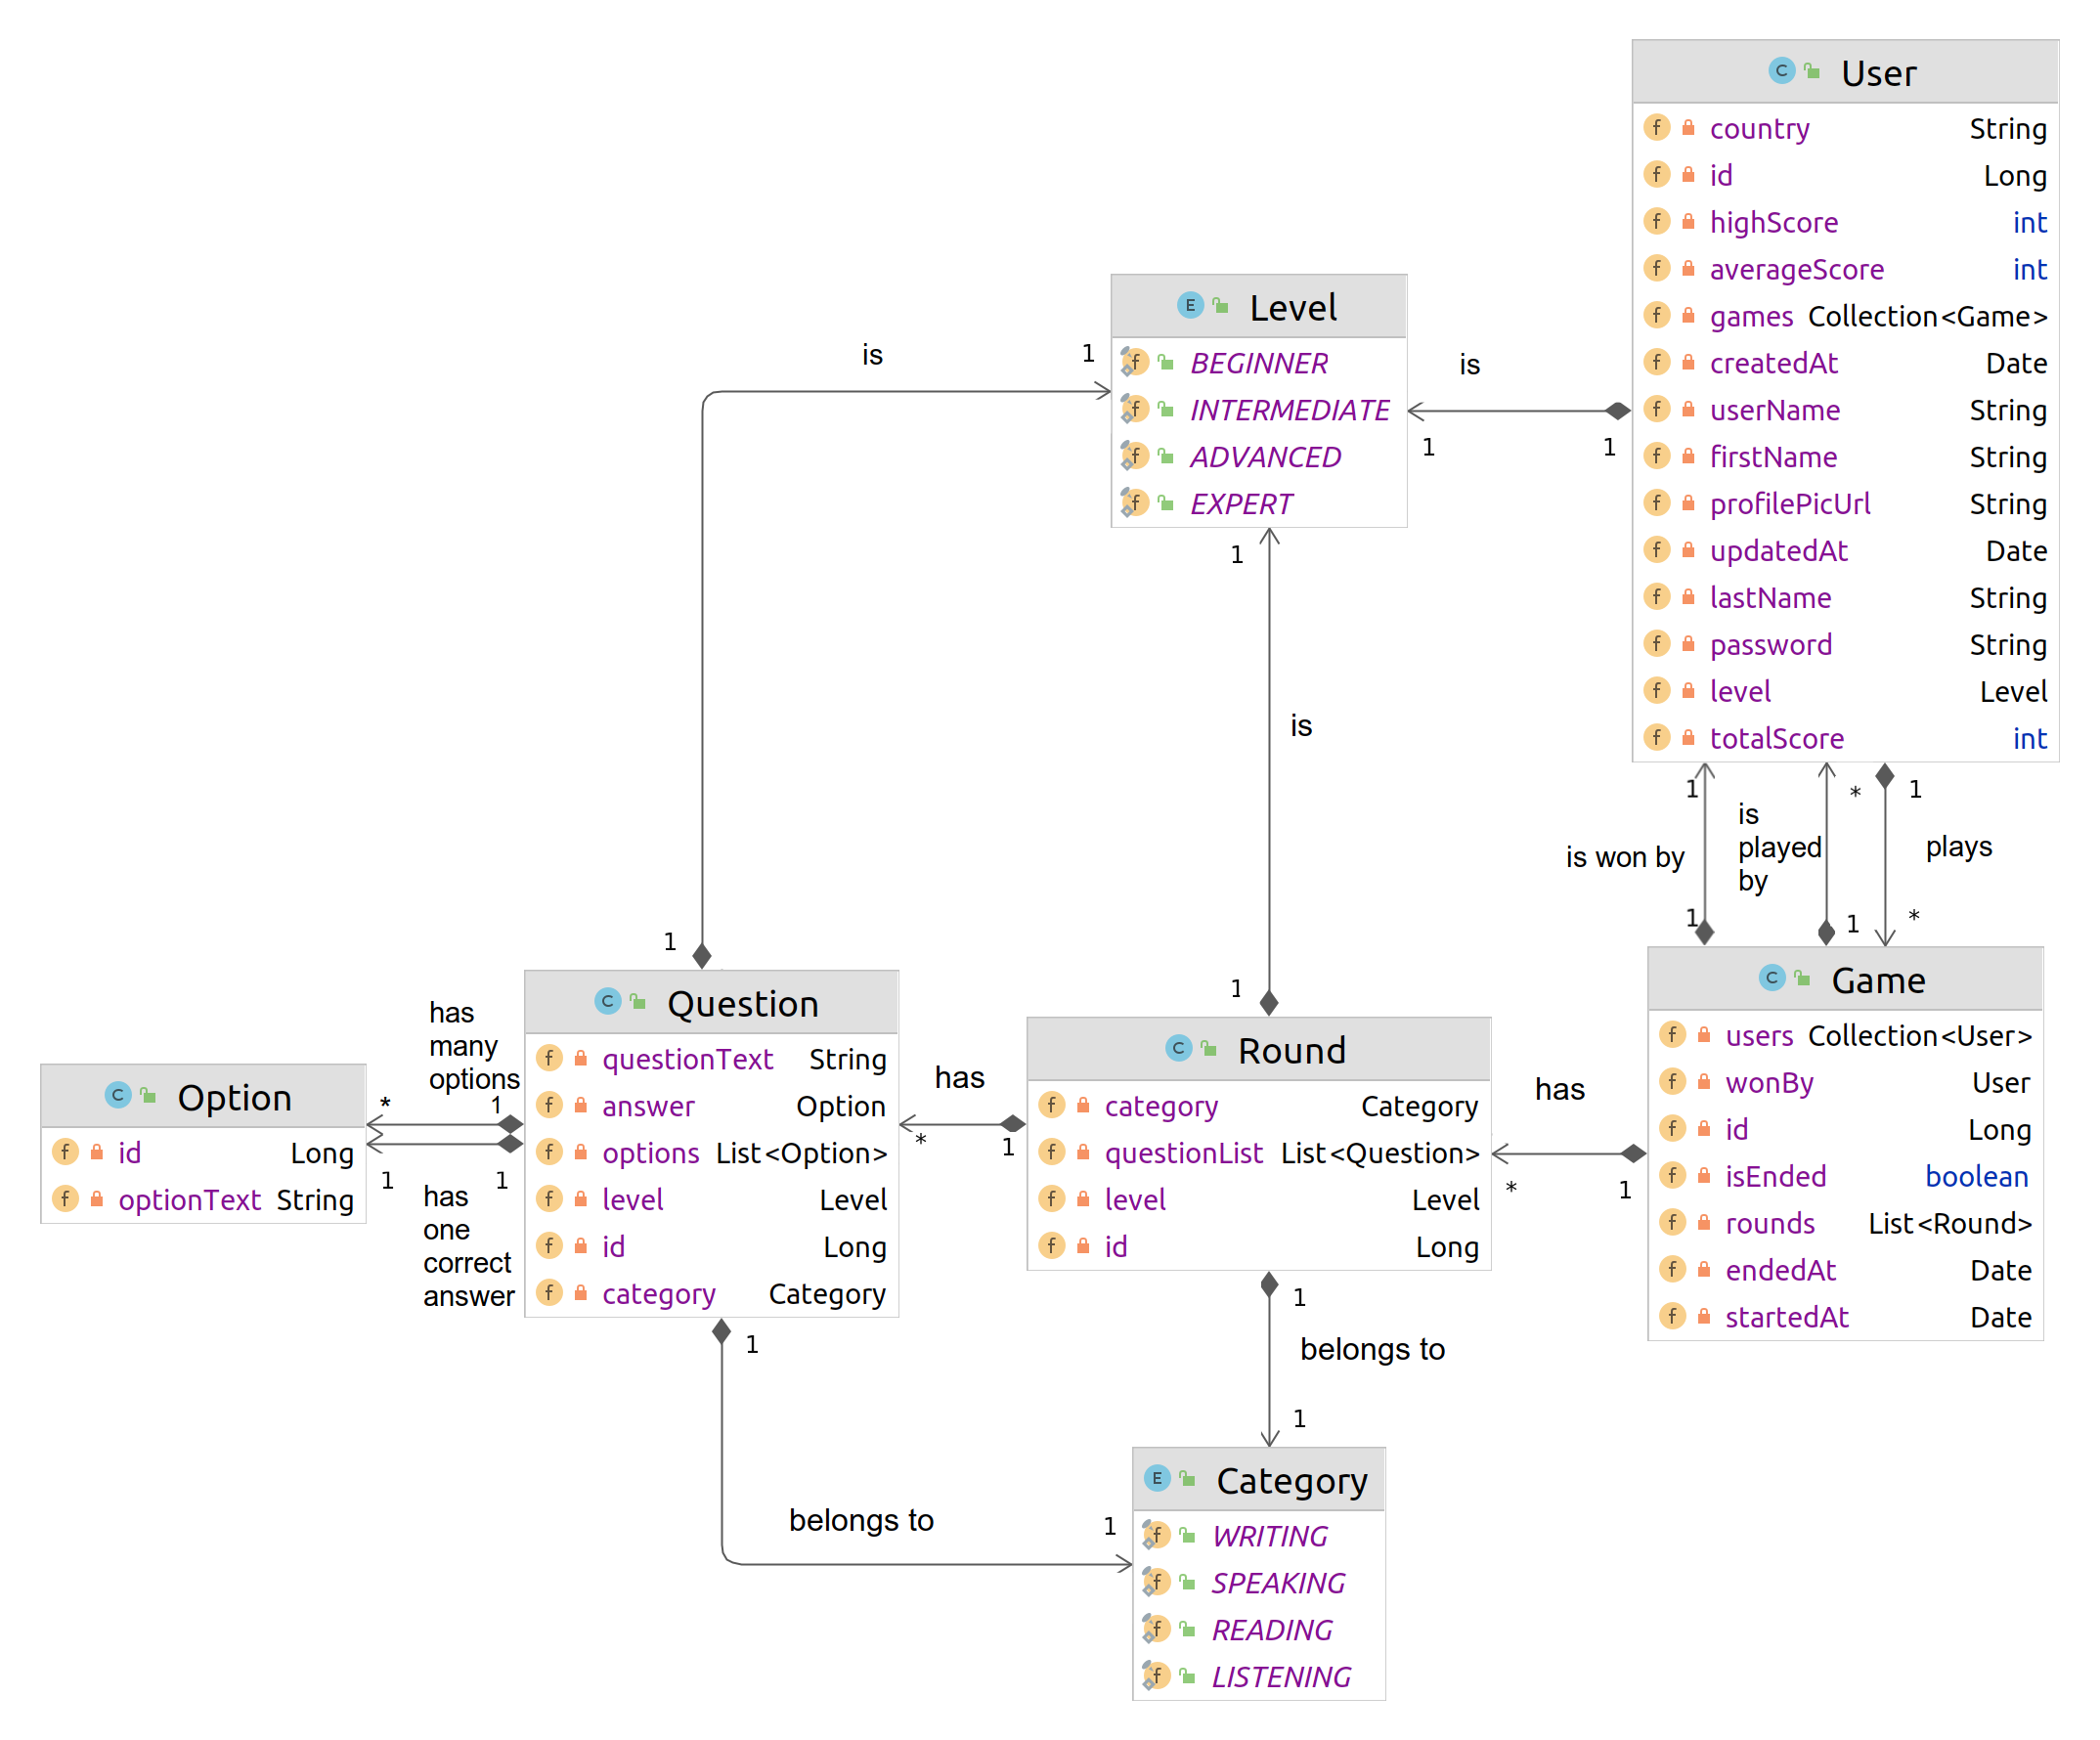 User
country String
id Long
highScore int
averageScore int
games Collection<Game>
createdAt Date
userName String
firstName String
profilePicUrl String
updatedAt Date
lastName String
password String
level Level
totalScore int
Level
BEGINNER
INTERMEDIATE
ADVANCED
EXPERT
is
1
1
is
1
1
1
is
1
1
is won by
1
*
is
played
by
1
1
plays
*
Game
users Collection<User>
wonBy User
id Long
isEnded boolean
rounds List<Round>
endedAt Date
startedAt Date
has
*
1
Round
category Category
questionList List<Question>
level Level
id Long
has
*
1
Question
questionText String
answer Option
options List<Option>
level Level
id Long
category Category
has
many
options
*
1
1
1
has
one
correct
answer
Option
id Long
optionText String
1
belongs to
1
1
belongs to
1
Category
WRITING
SPEAKING
READING
LISTENING
C
C
C
C
C
E
E
f